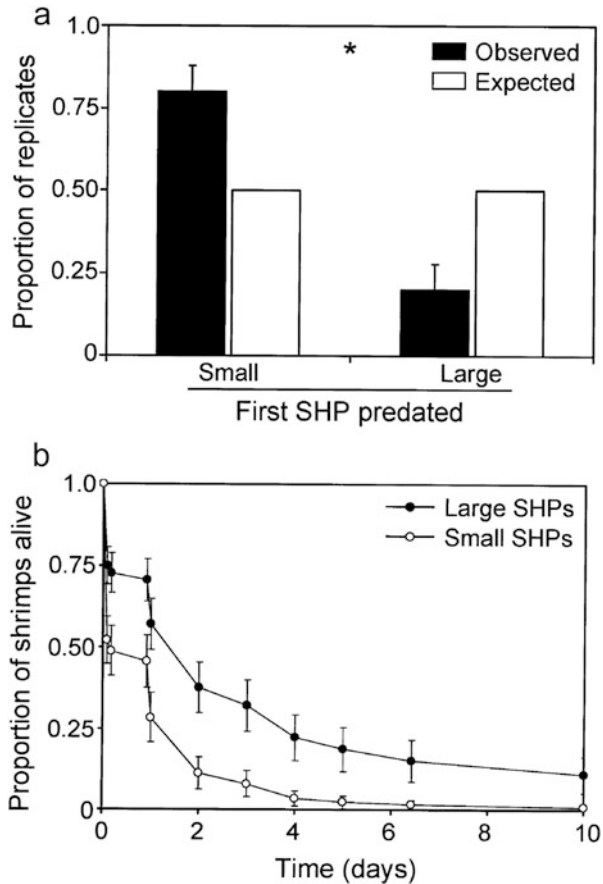 a
Proportion of replicates
1.0
0.75
0.50
0.25
0
*
Observed
Expected
Small
Large
First SHP predated
b
Proportion of shrimps alive
1.0
0.75
0.50
0.25
0
Large SHPs
Small SHPs
0 2 4 6 8 10
Time (days)